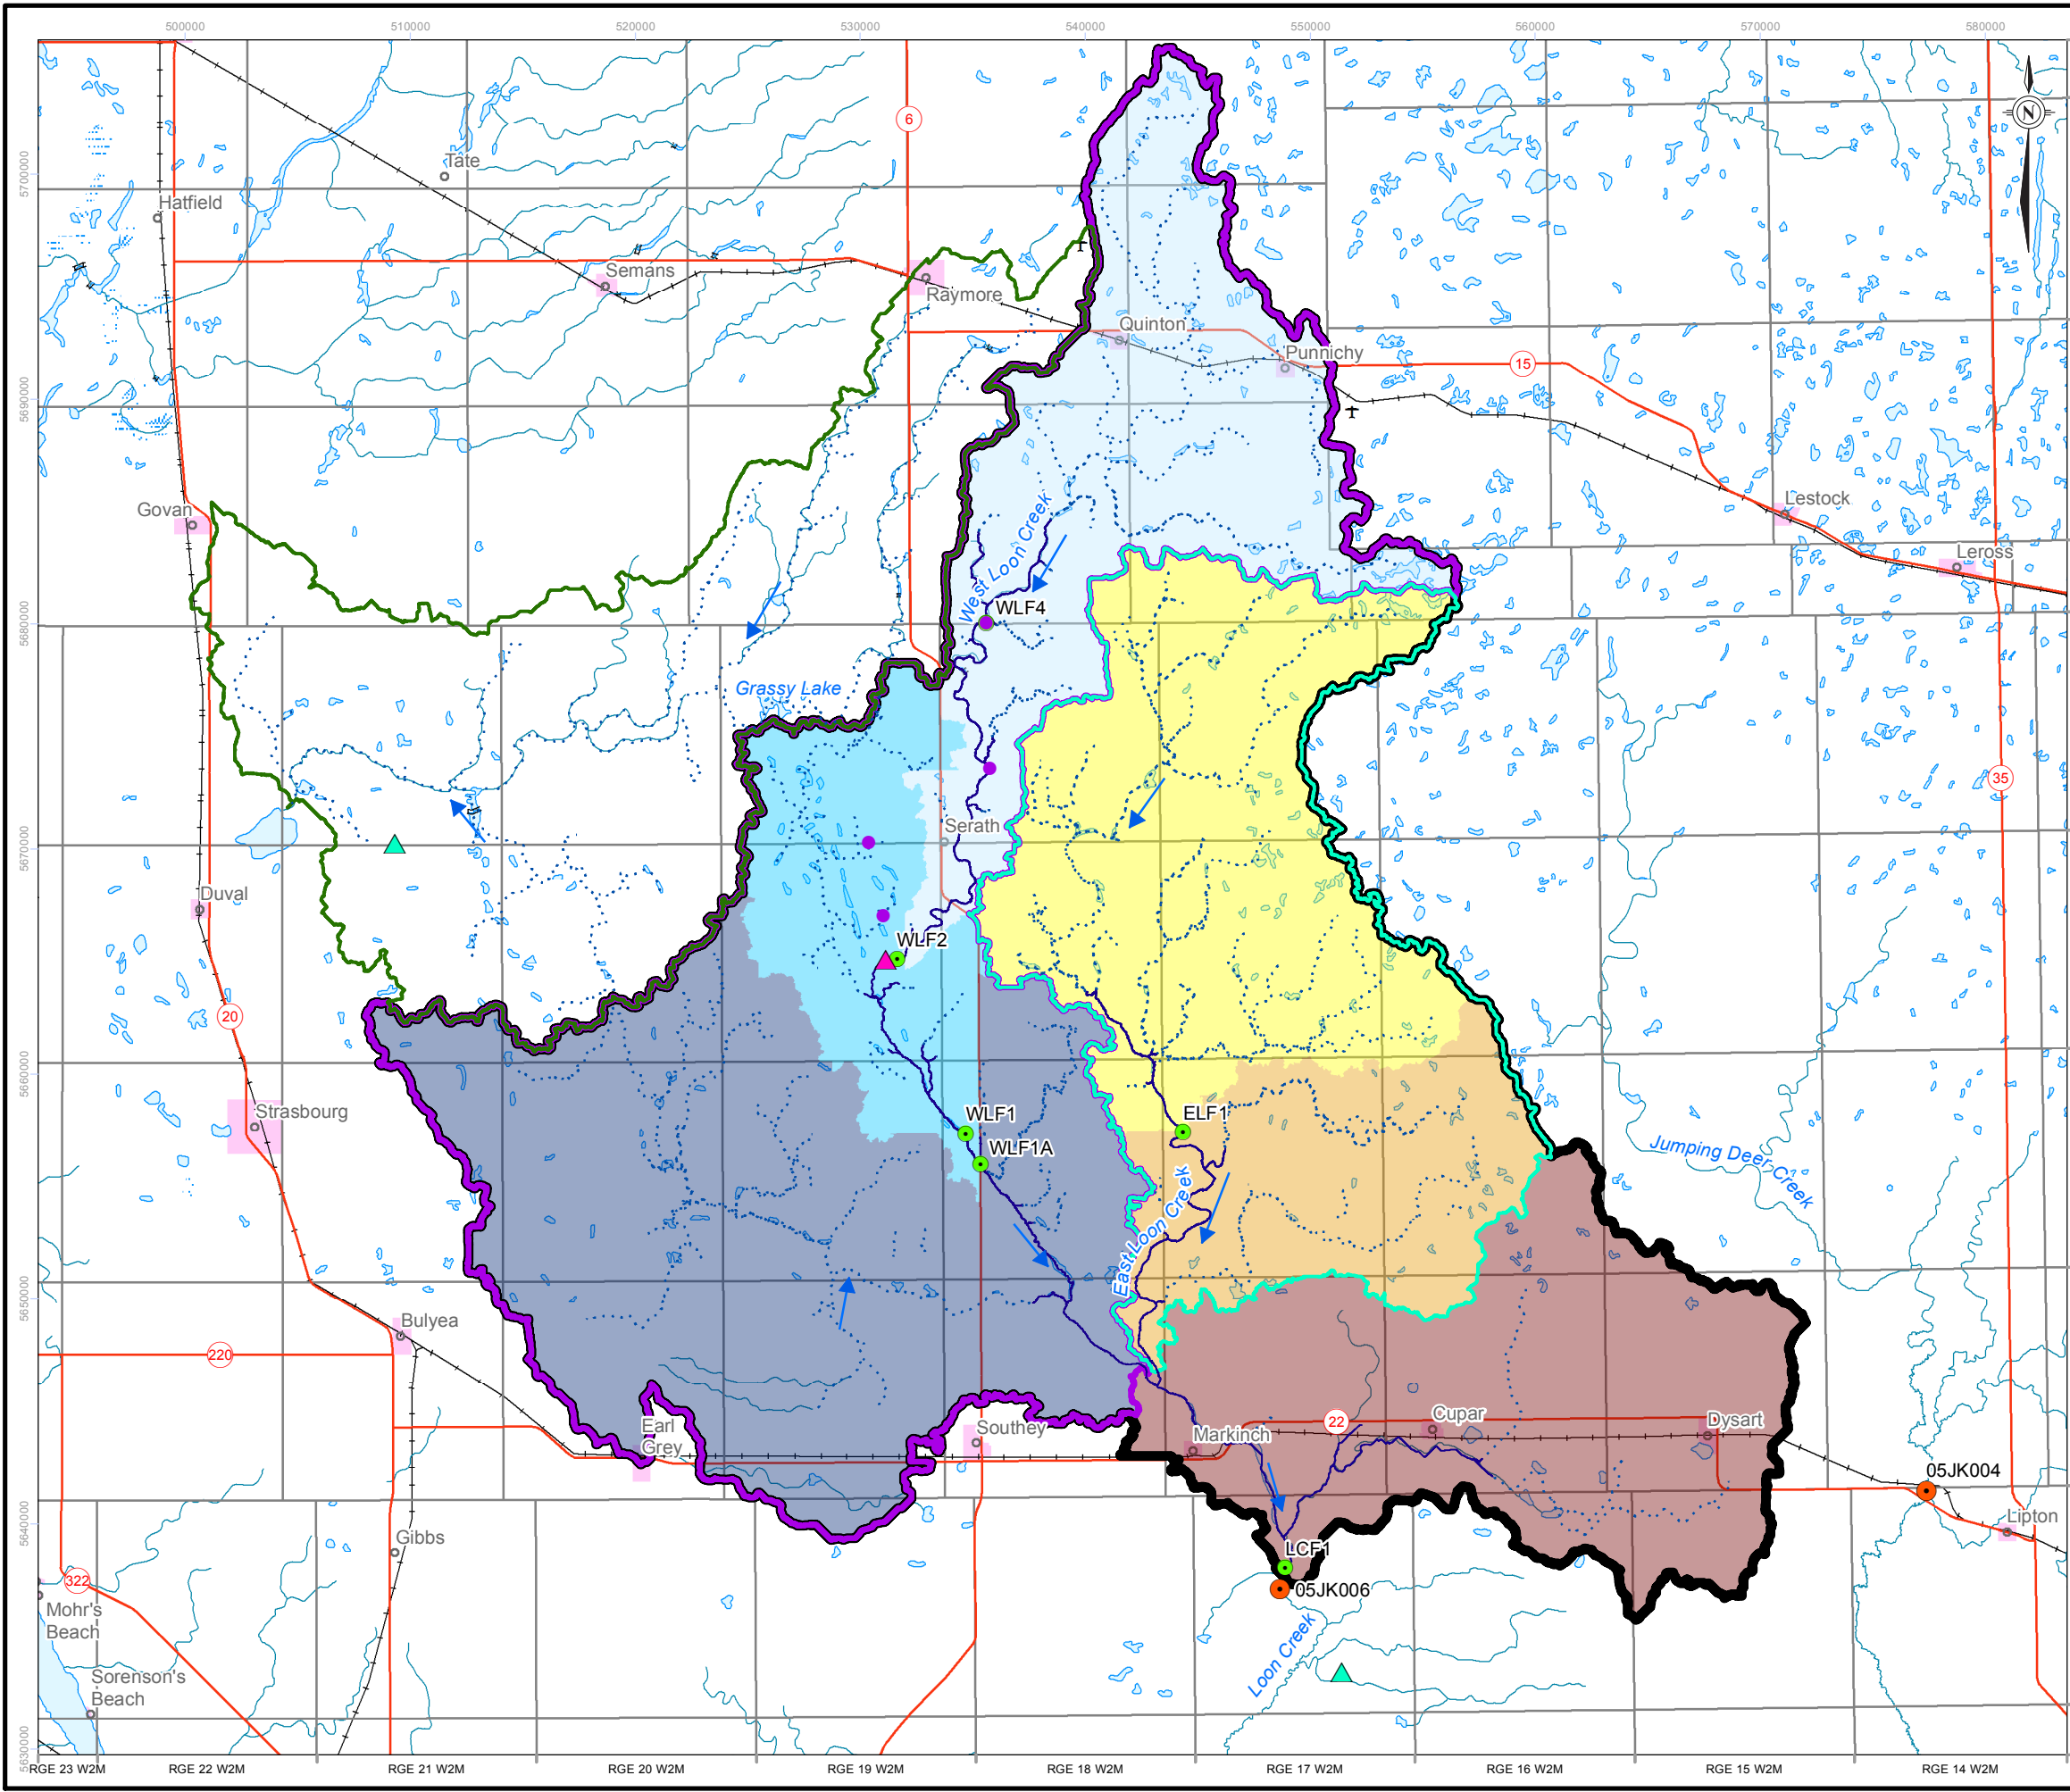 500000
510000
520000
530000
540000
550000
560000
570000
580000
6
N
5700000
Tate
Hatfield
Semans
Raymore
Quinton
Punnichy
15
5690000
Govan
Lestock
Leross
West Loon Creek
WLF4
5680000
Grassy Lake
35
Serath
5670000
Duval
WLF2
20
5660000
Strasbourg
WLF1
ELF1
WLF1A
Jumping Deer Creek
East Loon Creek
5650000
Bulyea
220
Earl
Grey
Southey
Markinch
22
Cupar
Dysart
05JK004
5640000
Gibbs
Lipton
LCF1
322
05JK006
Mohr's
Beach
Loon Creek
Sorenson's
Beach
5630000
RGE 23 W2M
RGE 22 W2M
RGE 21 W2M
RGE 20 W2M
RGE 19 W2M
RGE 18 W2M
RGE 17 W2M
RGE 16 W2M
RGE 15 W2M
RGE 14 W2M